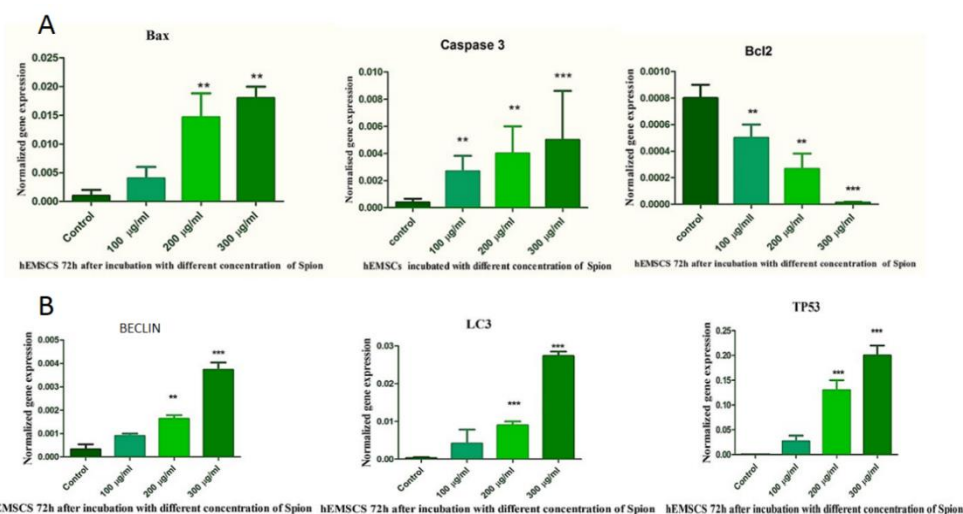 A
Bax
Normalized gene expression
0.025
0.020
0.015
0.010
0.005
0.000
**
**
Control
100 µg/ml
200 µg/ml
300 µg/ml
hEMSCS 72h after incubation with different concentration of Spion
Caspase 3
Normalised gene expression
0.010
0.008
0.006
0.004
0.002
0.000
**
**
***
control
100 µg/ml
200 µg/ml
300 µg/ml
hEMSCs incubated with different concentration of Spion
Bcl2
Normalized gene expression
0.0010
0.0008
0.0006
0.0004
0.0002
0.0000
**
**
***
Control
100 µg/mll
200 µg/ml
300 µg/ml
hEMSCS 72h after incubation with different concentration of Spion
B
BECLIN
Normalized gene expression
0.005
0.004
0.003
0.002
0.001
0.000
**
***
Control
100 µg/ml
200 µg/ml
300 µg/ml
EMSCS 72h after incubation with different concentration of Spion
LC3
Normalized gene expression
0.03
0.02
0.01
0.00
***
***
Control
100 µg/ml
200 µg/ml
300 µg/ml
hEMSCS 72h after incubation with different concentration of Spion
TP53
Normalized gene expression
0.25
0.20
0.15
0.10
0.05
0.00
***
***
Control
100 µg/ml
200 µg/ml
300 µg/ml
hEMSCS 72h after incubation with different concentration of Spion